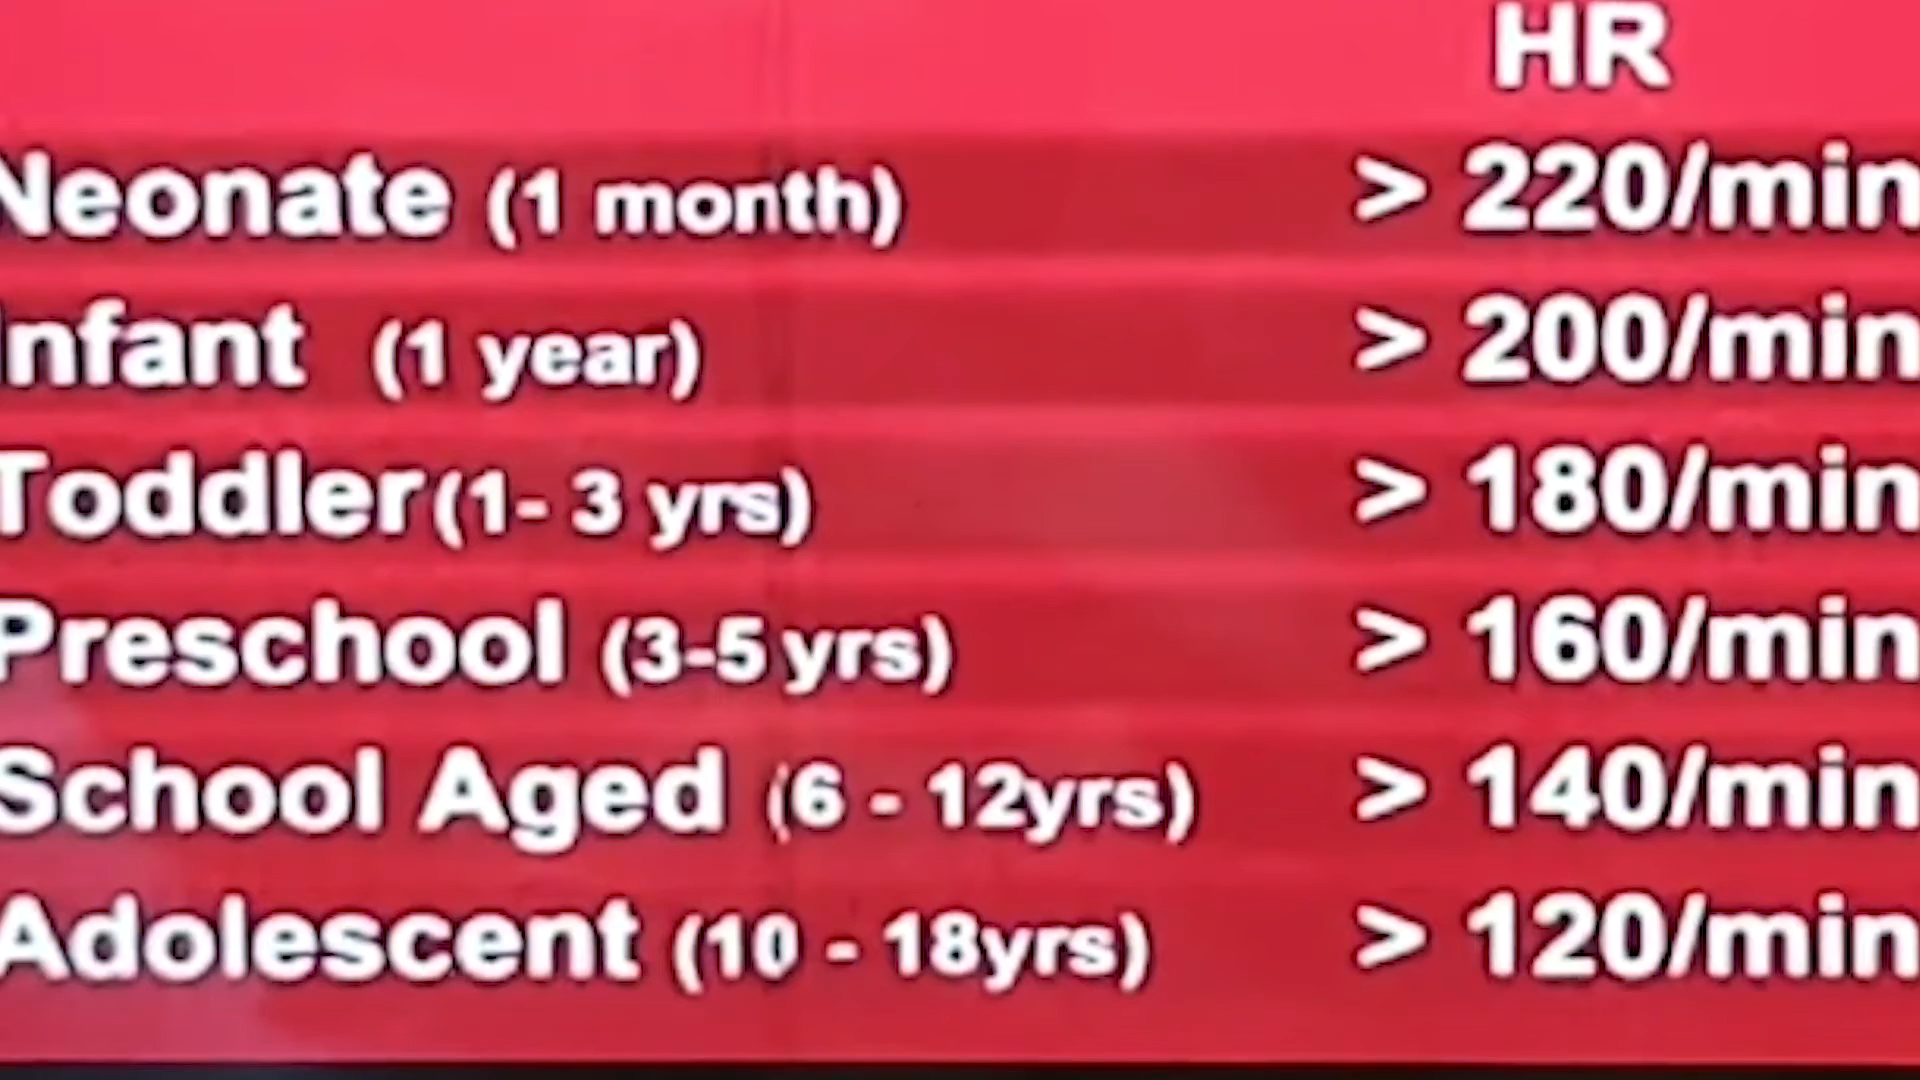 HR
Neonate (1 month) > 220/min
Infant (1 year) > 200/min
Toddler (1- 3 yrs) > 180/min
Preschool (3-5 yrs) > 160/min
School Aged (6 - 12yrs) > 140/min
Adolescent (10 - 18yrs) > 120/min